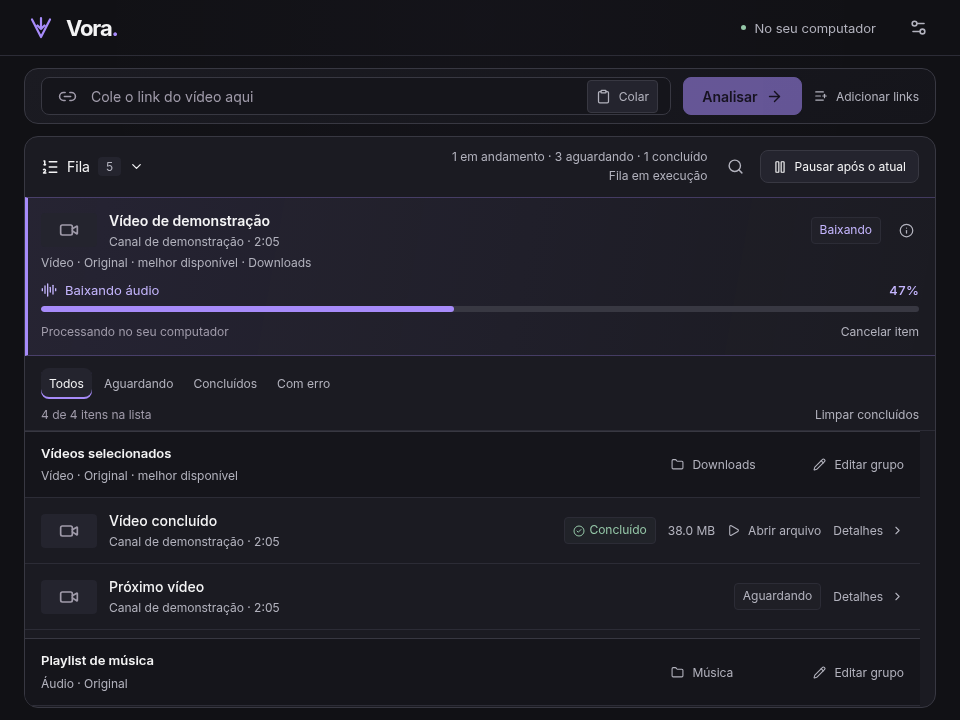 Vora.
No seu computador
Cole o link do vídeo aqui
Colar
Analisar
Adicionar links
Fila 5
1 em andamento · 3 aguardando · 1 concluído
Fila em execução
Pausar após o atual
Vídeo de demonstração
Canal de demonstração · 2:05
Baixando
Vídeo · Original · melhor disponível · Downloads
Baixando áudio
47%
Processando no seu computador
Cancelar item
Todos
Aguardando
Concluídos
Com erro
4 de 4 itens na lista
Limpar concluídos
Vídeos selecionados
Vídeo · Original · melhor disponível
Downloads
Editar grupo
Vídeo concluído
Canal de demonstração · 2:05
Concluído
38.0 MB
Abrir arquivo
Detalhes
Próximo vídeo
Canal de demonstração · 2:05
Aguardando
Detalhes
Playlist de música
Áudio · Original
Música
Editar grupo